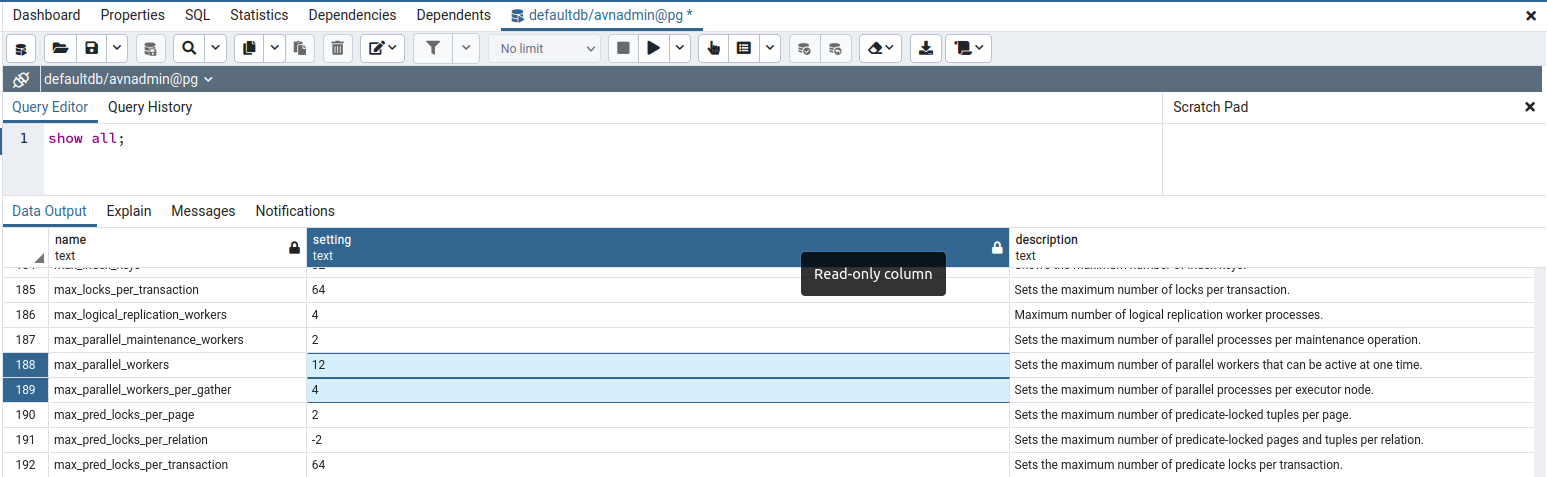 Dashboard Properties SQL Statistics Dependencies Dependents defaultdb/avnadmin@pg *
No limit
defaultdb/avnadmin@pg
Query Editor Query History Scratch Pad
1 show all;
Data Output Explain Messages Notifications
name setting description
text text text
Read-only column
185 max_locks_per_transaction 64 Sets the maximum number of locks per transaction.
186 max_logical_replication_workers 4 Maximum number of logical replication worker processes.
187 max_parallel_maintenance_workers 2 Sets the maximum number of parallel processes per maintenance operation.
188 max_parallel_workers 12 Sets the maximum number of parallel workers that can be active at one time.
189 max_parallel_workers_per_gather 4 Sets the maximum number of parallel processes per executor node.
190 max_pred_locks_per_page 2 Sets the maximum number of predicate-locked tuples per page.
191 max_pred_locks_per_relation -2 Sets the maximum number of predicate-locked pages and tuples per relation.
192 max_pred_locks_per_transaction 64 Sets the maximum number of predicate locks per transaction.